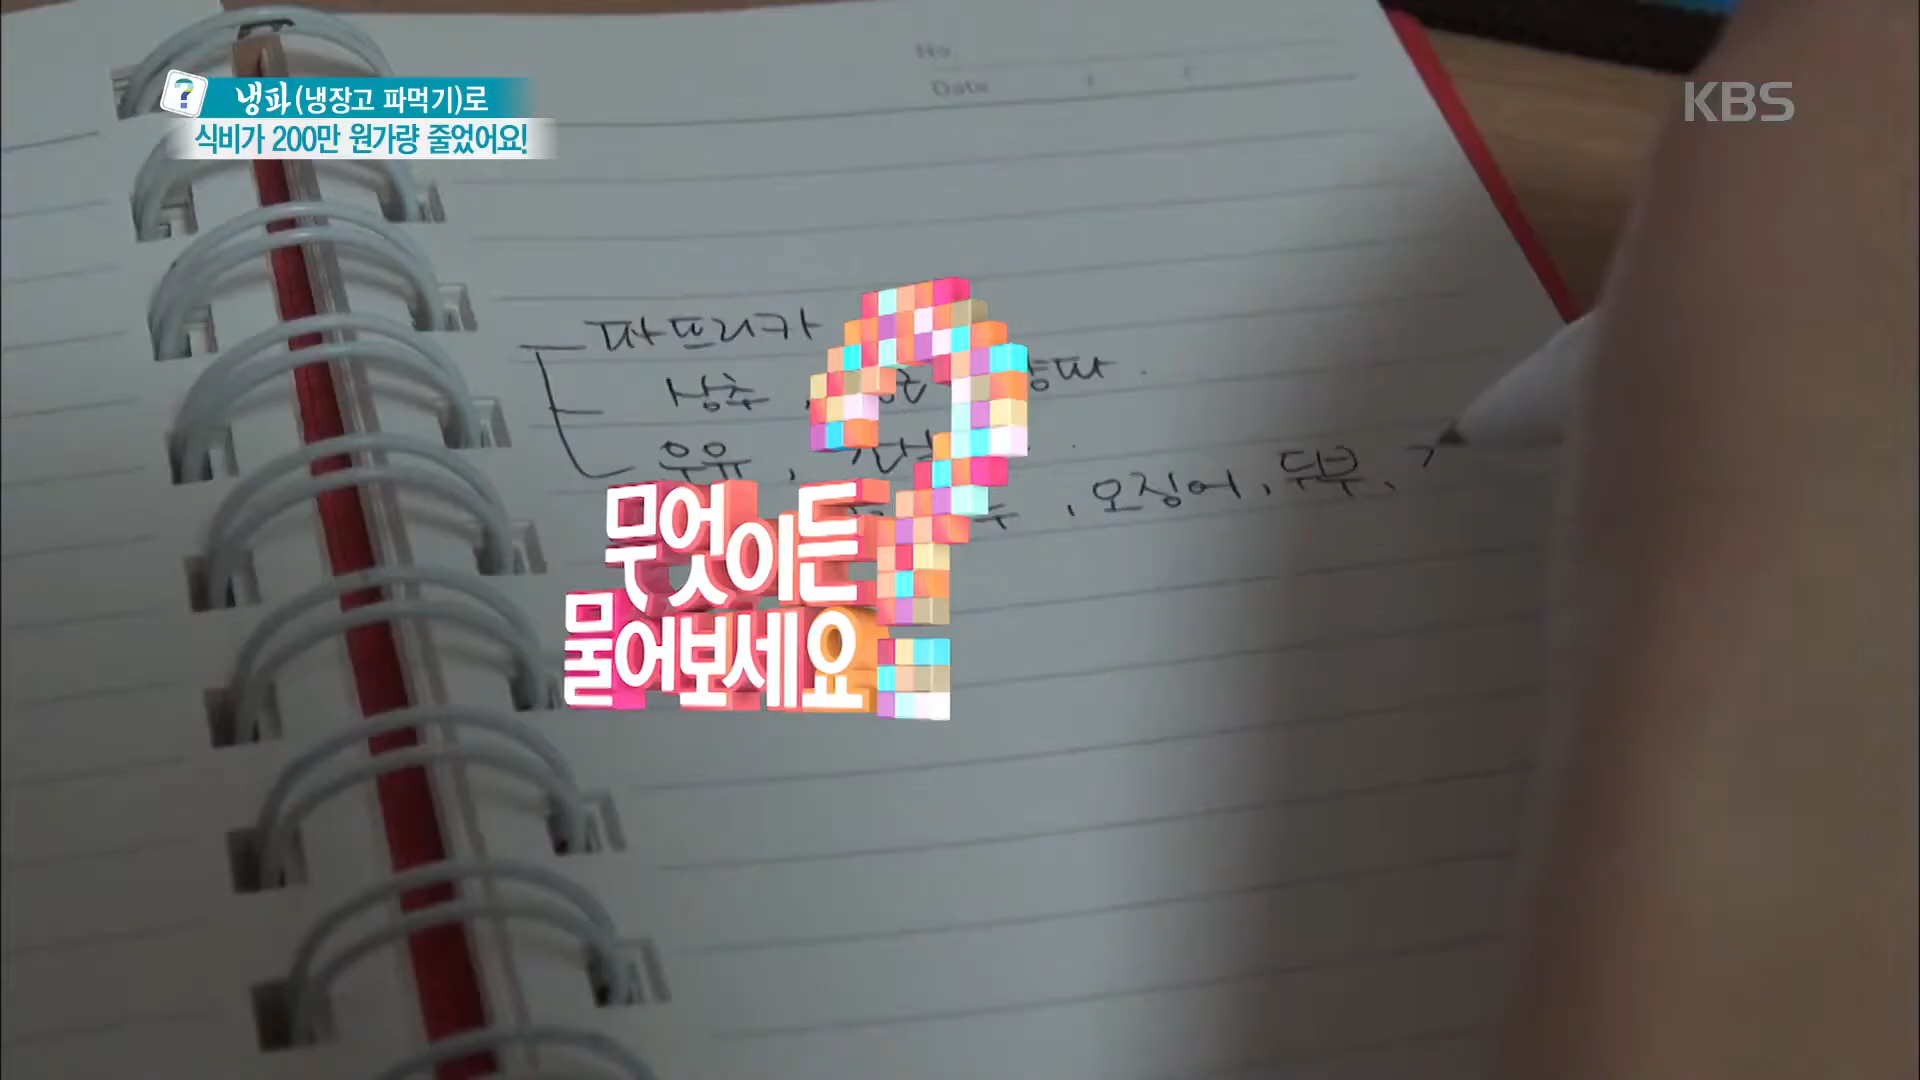 냉파(냉장고 파먹기)로
식비가 200만 원가량 줄었어요!
KBS
No.
Date
파프리카
상추,
양파.
우유,
, 오징어, 두부,
무엇이든
물어보세요